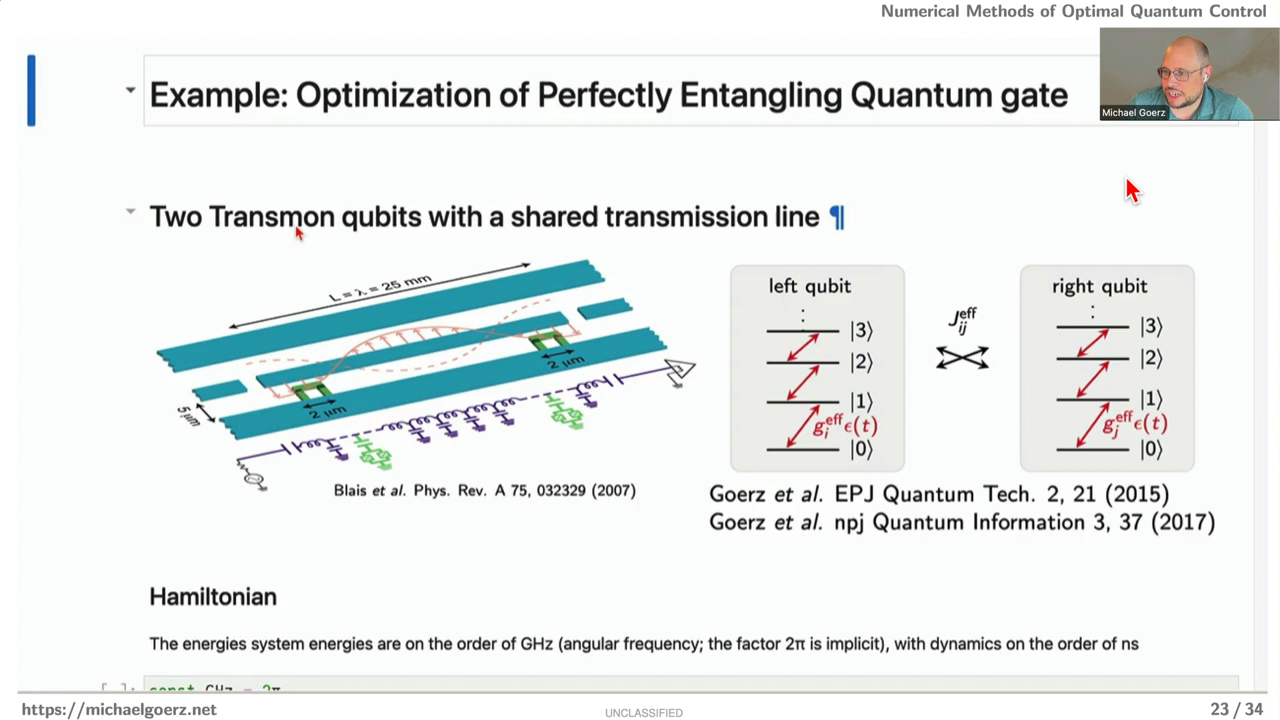 Numerical Methods of Optimal Quantum Control
Example: Optimization of Perfectly Entangling Quantum gate
Michael Goerz
Two Transmon qubits with a shared transmission line ¶
L = λ = 25 mm
2 μm
2 μm
5 μm
left qubit
|3⟩
|2⟩
|1⟩
g_i^eff ϵ(t)
|0⟩
J_ij^eff
right qubit
|3⟩
|2⟩
|1⟩
g_j^eff ϵ(t)
|0⟩
Blais et al. Phys. Rev. A 75, 032329 (2007)
Goerz et al. EPJ Quantum Tech. 2, 21 (2015)
Goerz et al. npj Quantum Information 3, 37 (2017)
Hamiltonian
The energies system energies are on the order of GHz (angular frequency; the factor 2π is implicit), with dynamics on the order of ns
[ ]: const GHz = 2π
https://michaelgoerz.net
UNCLASSIFIED
23 / 34